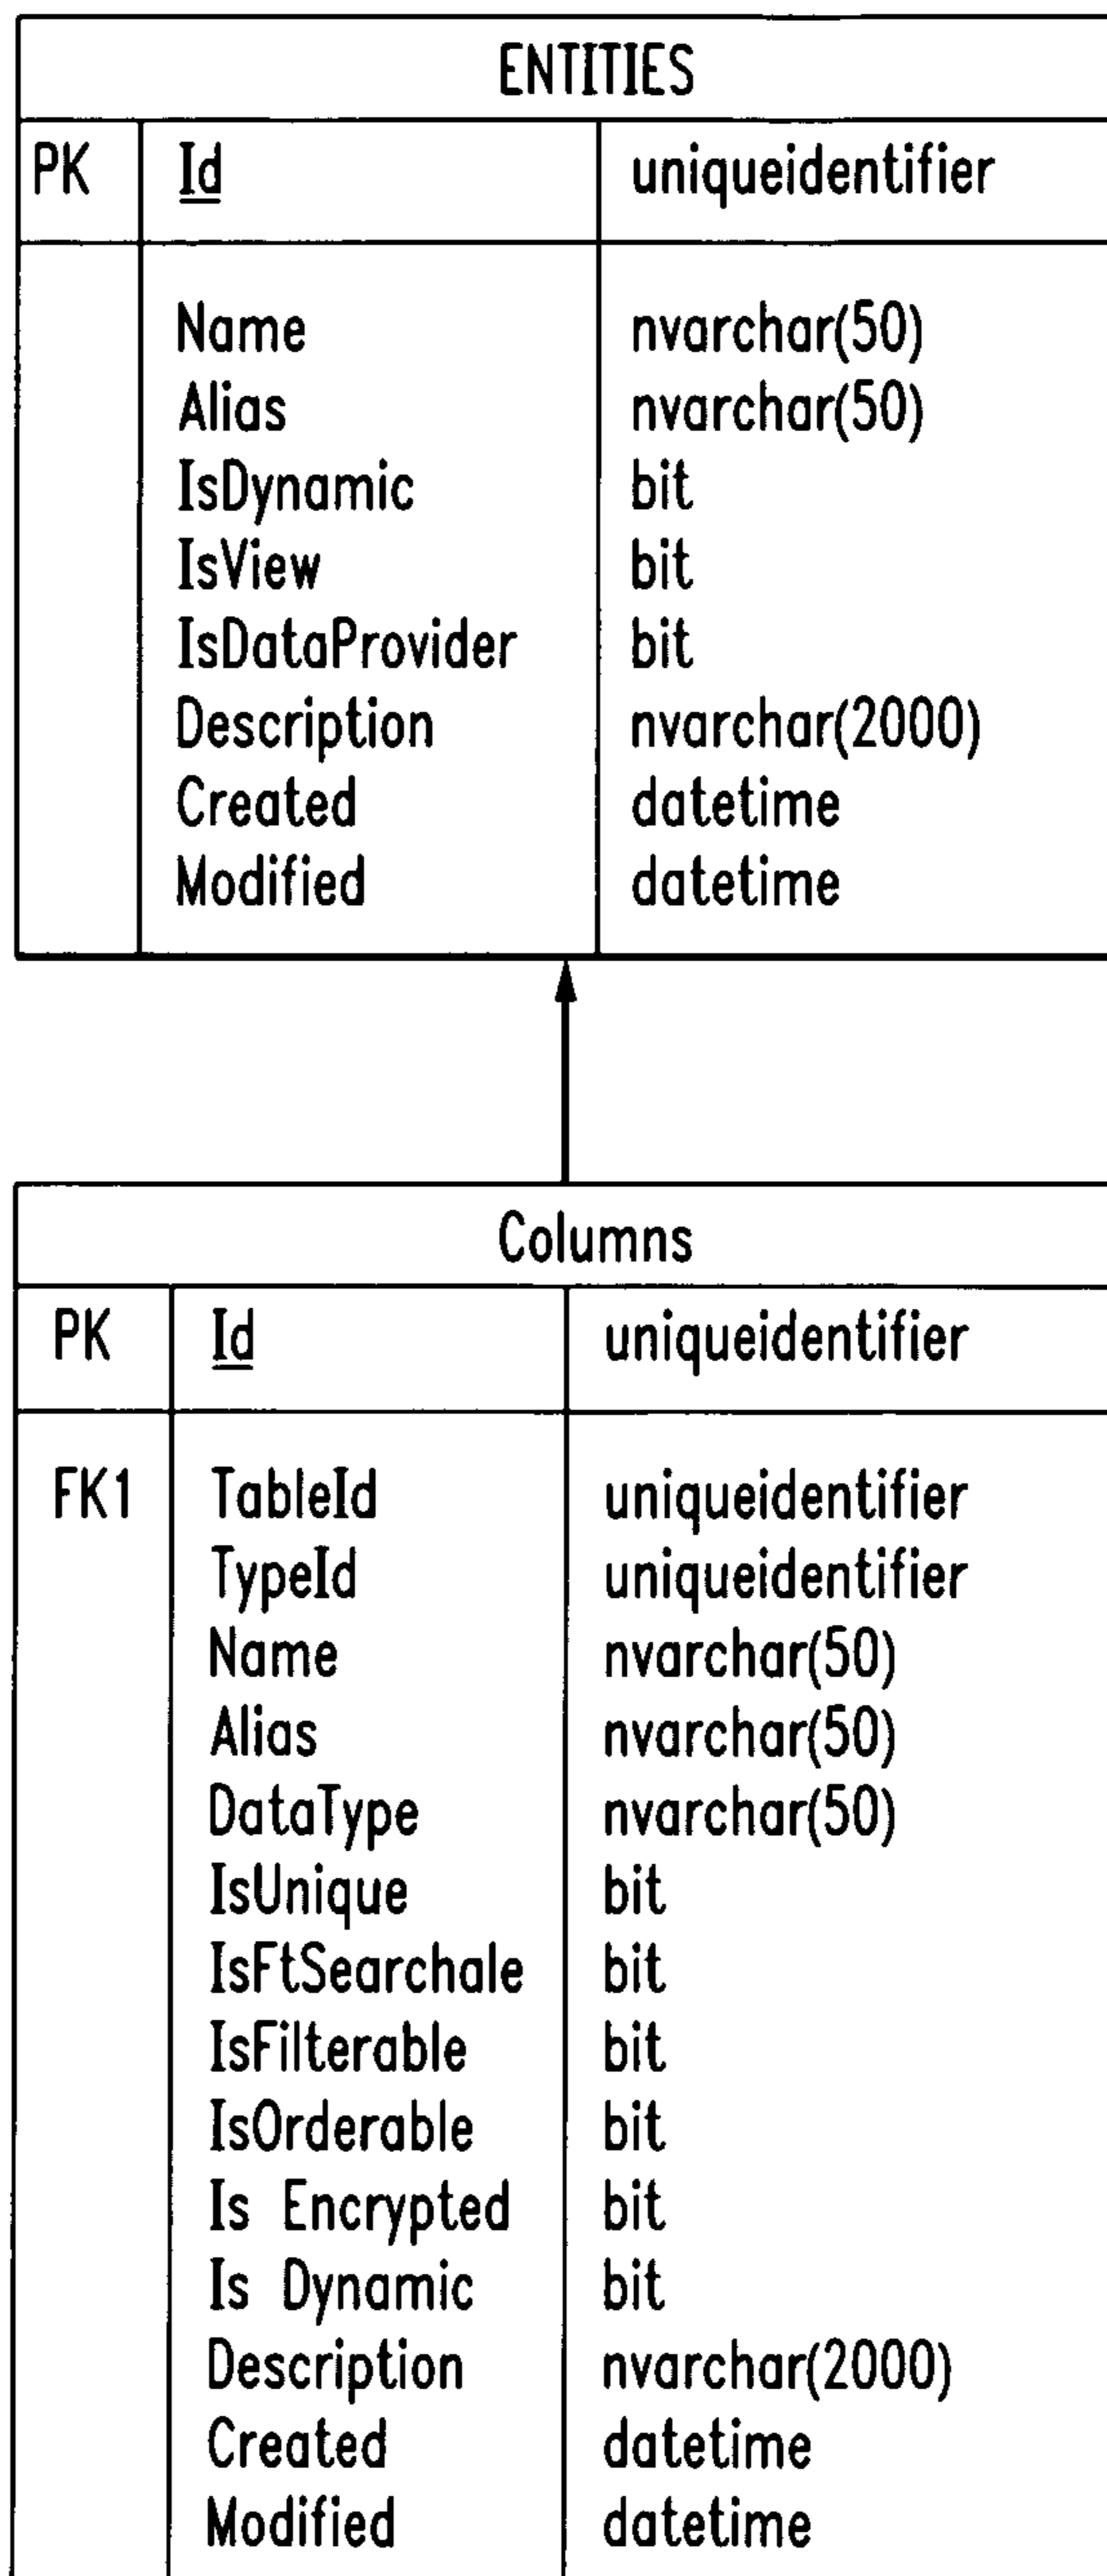 ENTITIES
PK Id uniqueidentifier
Name nvarchar(50)
Alias nvarchar(50)
IsDynamic bit
IsView bit
IsDataProvider bit
Description nvarchar(2000)
Created datetime
Modified datetime
Columns
PK Id uniqueidentifier
FK1 TableId uniqueidentifier
TypeId uniqueidentifier
Name nvarchar(50)
Alias nvarchar(50)
DataType nvarchar(50)
IsUnique bit
IsFtSearchale bit
IsFilterable bit
IsOrderable bit
Is Encrypted bit
Is Dynamic bit
Description nvarchar(2000)
Created datetime
Modified datetime